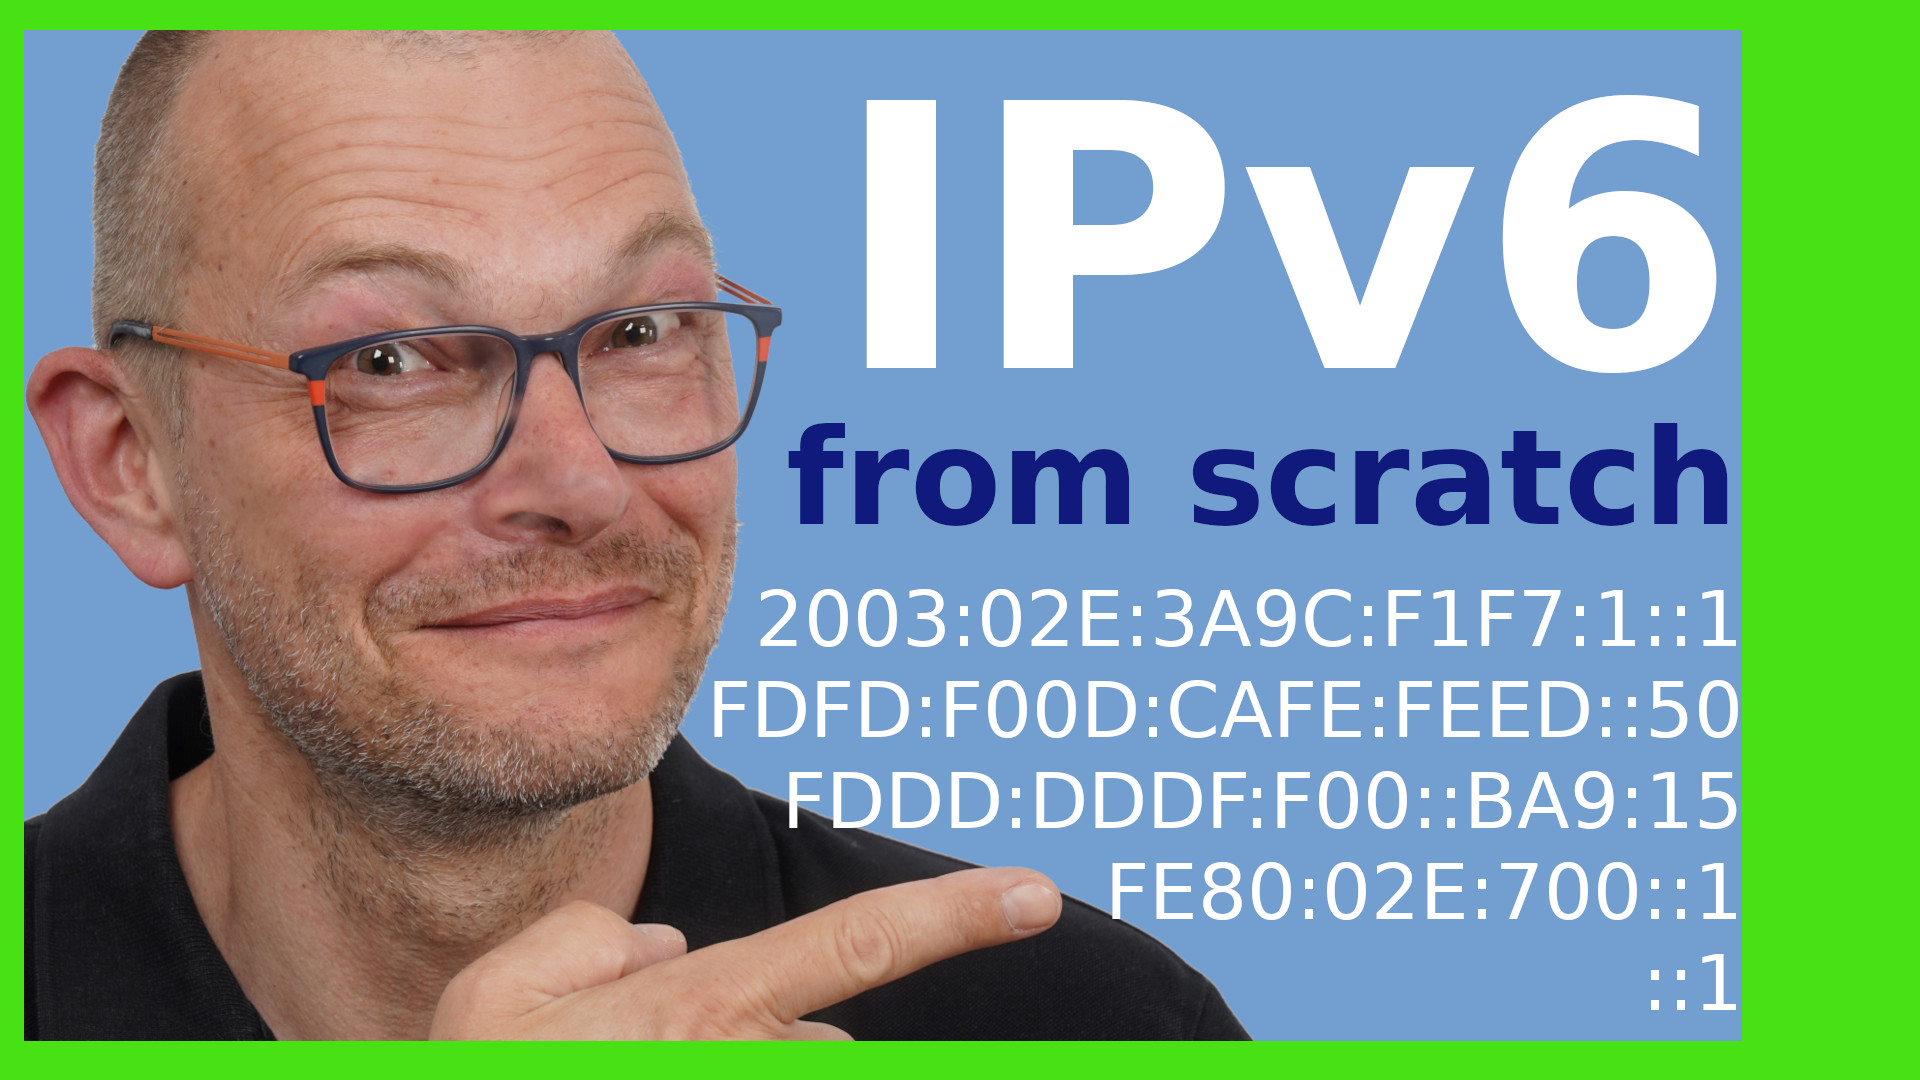 IPv6
from scratch
2003:02E:3A9C:F1F7:1::1
FDFD:F00D:CAFE:FEED::50
FDDD:DDDF:F00::BA9:15
FE80:02E:700::1
::1